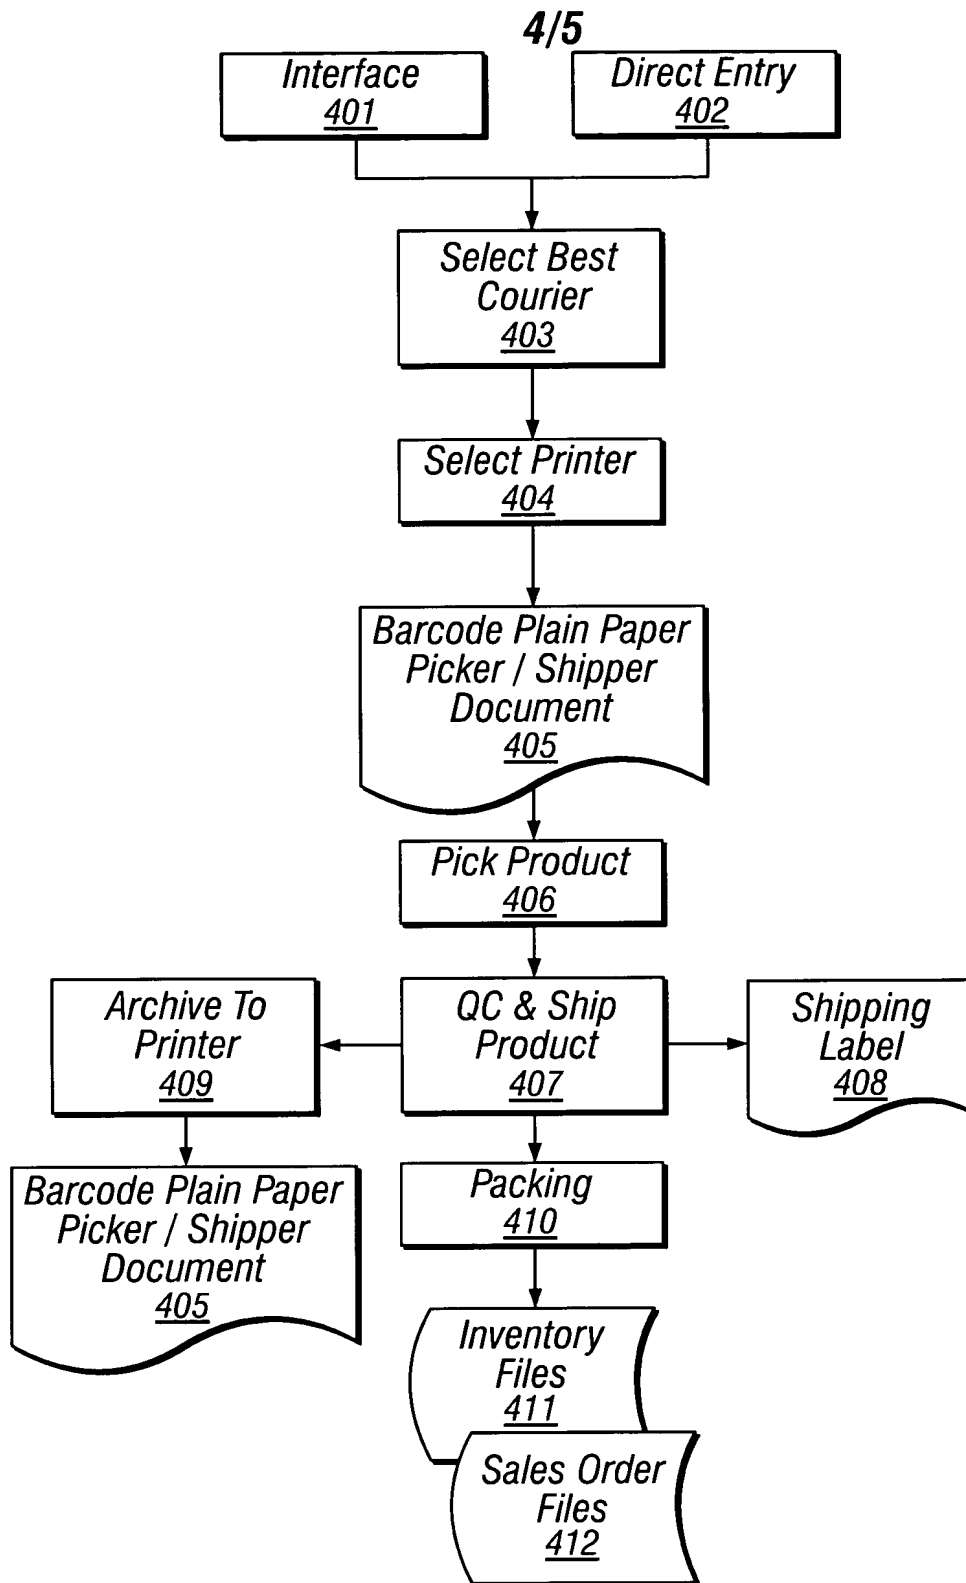 4/5
Interface
401
Direct Entry
402
Select Best
Courier
403
Select Printer
404
Barcode Plain Paper
Picker / Shipper
Document
405
Pick Product
406
Archive To
Printer
409
QC & Ship
Product
407
Shipping
Label
408
Barcode Plain Paper
Picker / Shipper
Document
405
Packing
410
Inventory
Files
411
Sales Order
Files
412